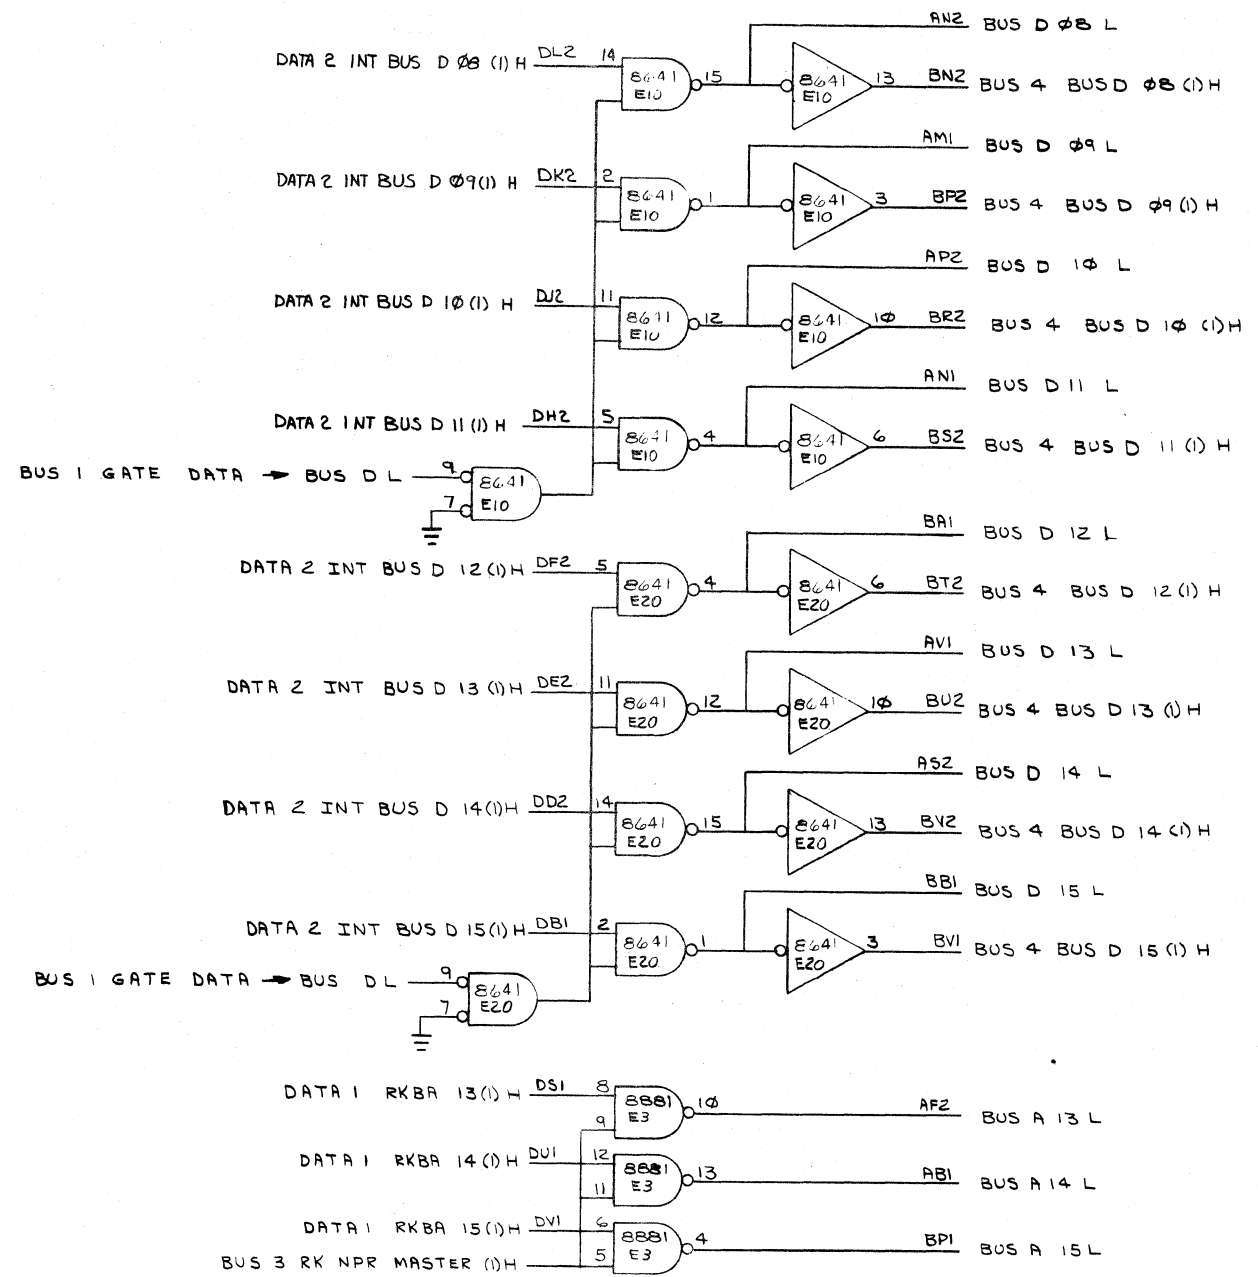 AN2 BUS D Ø8 L
DATA 2 INT BUS D Ø8 (1) H DL2 14 8641 E10 15 8641 E10 13 BN2 BUS 4 BUS D Ø8 (1) H
AM1 BUS D Ø9 L
DATA 2 INT BUS D Ø9 (1) H DK2 2 8641 E10 1 8641 E10 3 BP2 BUS 4 BUS D Ø9 (1) H
AP2 BUS D 1Ø L
DATA 2 INT BUS D 1Ø (1) H DJ2 11 8641 E10 12 8641 E10 1Ø BR2 BUS 4 BUS D 1Ø (1) H
AN1 BUS D 11 L
DATA 2 INT BUS D 11 (1) H DH2 5 8641 E10 4 8641 E10 6 BS2 BUS 4 BUS D 11 (1) H
BUS 1 GATE DATA → BUS D L 9 8641
7 E10
BA1 BUS D 12 L
DATA 2 INT BUS D 12 (1) H DF2 5 8641 E20 4 8641 E20 6 BT2 BUS 4 BUS D 12 (1) H
AV1 BUS D 13 L
DATA 2 INT BUS D 13 (1) H DE2 11 8641 E20 12 8641 E20 1Ø BU2 BUS 4 BUS D 13 (1) H
AS2 BUS D 14 L
DATA 2 INT BUS D 14 (1) H DD2 14 8641 E20 15 8641 E20 13 BV2 BUS 4 BUS D 14 (1) H
BB1 BUS D 15 L
DATA 2 INT BUS D 15 (1) H DB1 2 8641 E20 1 8641 E20 3 BV1 BUS 4 BUS D 15 (1) H
BUS 1 GATE DATA → BUS D L 9 8641
7 E20
DATA 1 RKBA 13 (1) H DS1 8 8881 E3 1Ø AF2 BUS A 13 L
9
DATA 1 RKBA 14 (1) H DU1 12 8881 E3 13 AB1 BUS A 14 L
11
DATA 1 RKBA 15 (1) H DV1 6 8881 E3 4 BP1 BUS A 15 L
BUS 3 RK NPR MASTER (1) H 5